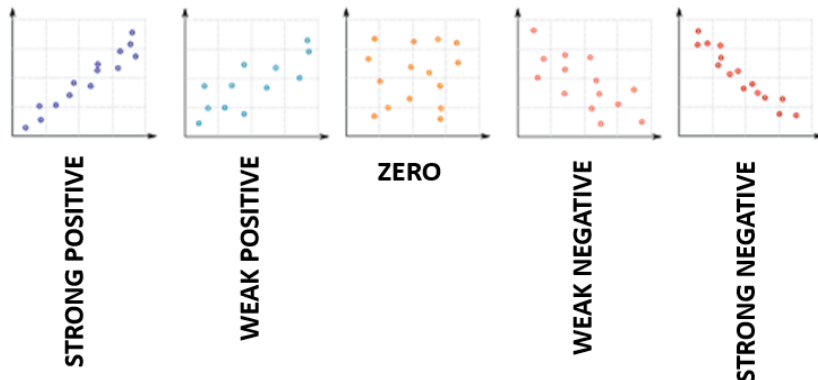 STRONG POSITIVE
WEAK POSITIVE
ZERO
WEAK NEGATIVE
STRONG NEGATIVE